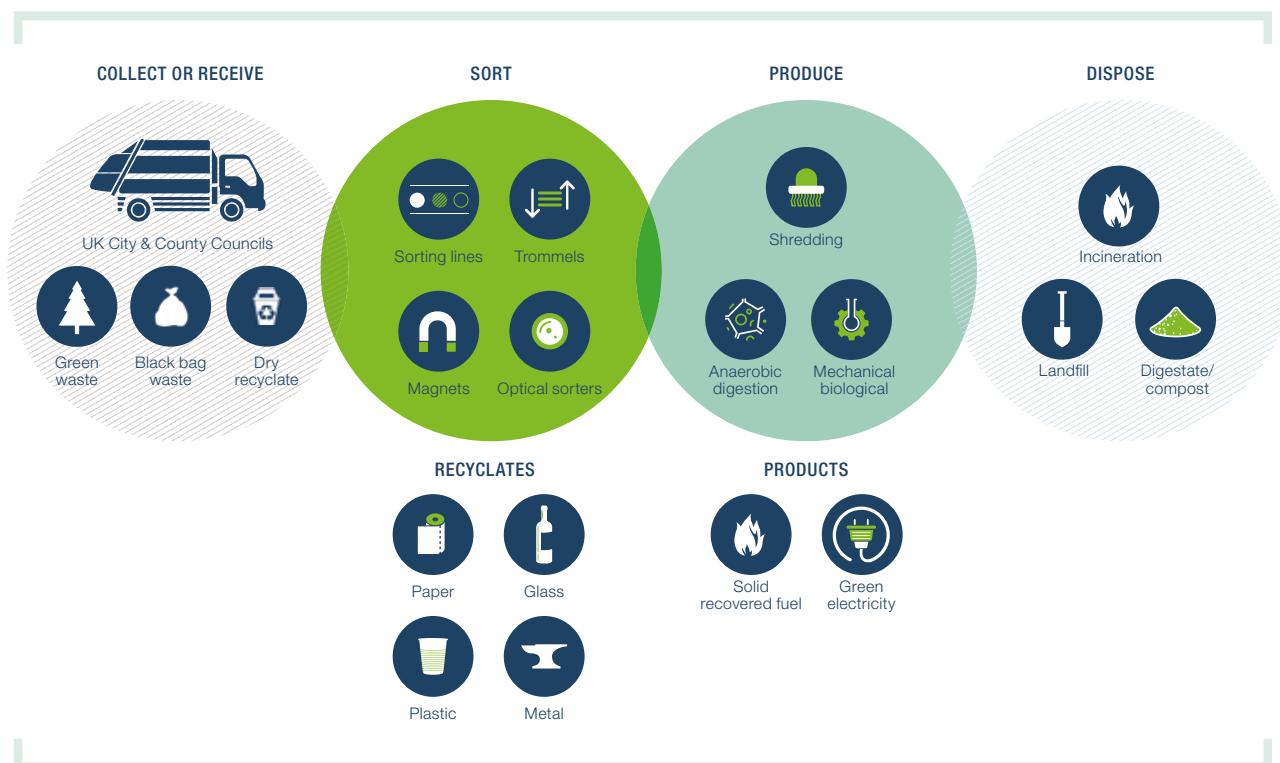 COLLECT OR RECEIVE
SORT
PRODUCE
DISPOSE
UK City & County Councils
Green
waste
Black bag
waste
Dry
recyclate
Sorting lines
Trommels
Magnets
Optical sorters
Shredding
Anaerobic
digestion
Mechanical
biological
Incineration
Landfill
Digestate/
compost
RECYCLATES
Paper
Glass
Plastic
Metal
PRODUCTS
Solid
recovered fuel
Green
electricity